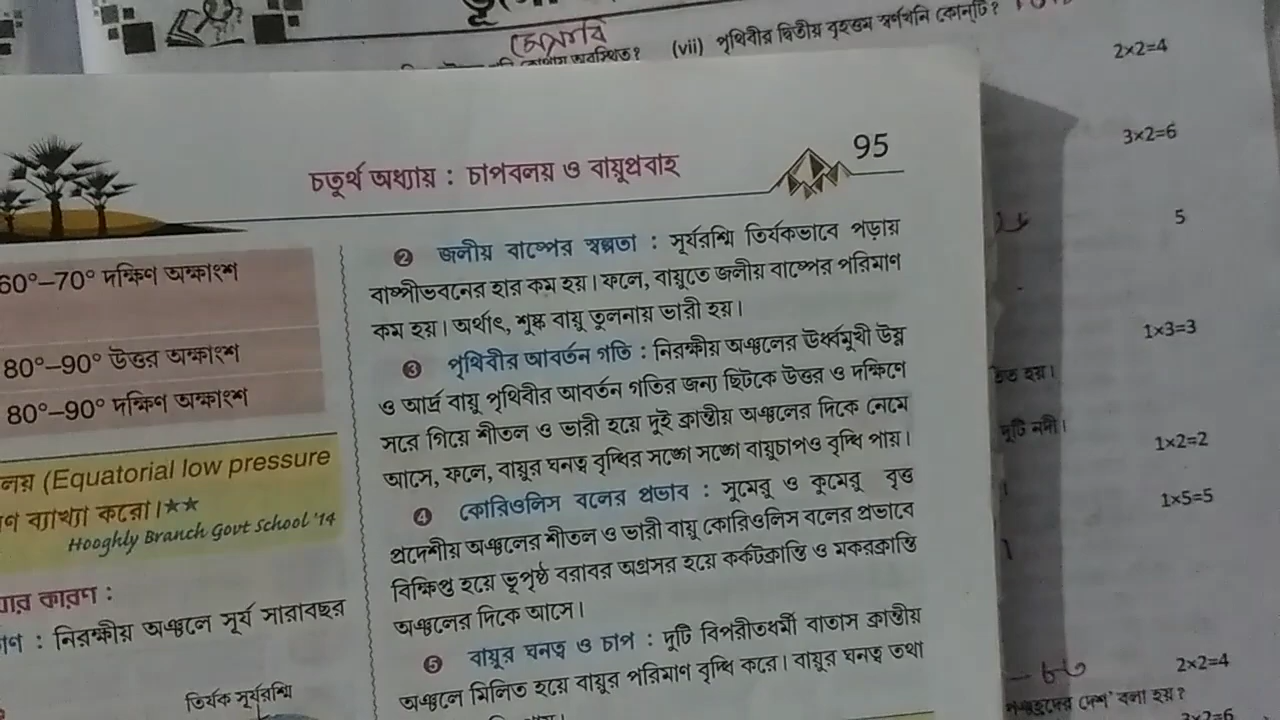 (vii) পৃথিবীর দ্বিতীয় বৃহত্তম স্বর্ণখনি কোনটি?
2×2=4
3×2=6
5
1×3=3
হয়।
দুটি নদী।
1×2=2
1×5=5
2×2=4
দেশ' বলা হয়?
2×2=6
95
চতুর্থ অধ্যায় : চাপবলয় ও বায়ুপ্রবাহ
60°–70° দক্ষিণ অক্ষাংশ
80°–90° উত্তর অক্ষাংশ
80°–90° দক্ষিণ অক্ষাংশ
(Equatorial low pressure
ব্যাখ্যা করো।★★
Hooghly Branch Govt School '14
কারণ :
: নিরক্ষীয় অঞ্চলে সূর্য সারাবছর
তির্যক সূর্যরশ্মি
❷ জলীয় বাষ্পের স্বল্পতা : সূর্যরশ্মি তির্যকভাবে পড়ায়
বাষ্পীভবনের হার কম হয়। ফলে, বায়ুতে জলীয় বাষ্পের পরিমাণ
কম হয়। অর্থাৎ, শুষ্ক বায়ু তুলনায় ভারী হয়।
❸ পৃথিবীর আবর্তন গতি : নিরক্ষীয় অঞ্চলের ঊর্ধ্বমুখী উষ্ণ
ও আর্দ্র বায়ু পৃথিবীর আবর্তন গতির জন্য ছিটকে উত্তর ও দক্ষিণে
সরে গিয়ে শীতল ও ভারী হয়ে দুই ক্রান্তীয় অঞ্চলের দিকে নেমে
আসে, ফলে, বায়ুর ঘনত্ব বৃদ্ধির সঙ্গে সঙ্গে বায়ুচাপও বৃদ্ধি পায়।
❹ কোরিওলিস বলের প্রভাব : সুমেরু ও কুমেরু বৃত্ত
প্রদেশীয় অঞ্চলের শীতল ও ভারী বায়ু কোরিওলিস বলের প্রভাবে
বিক্ষিপ্ত হয়ে ভূপৃষ্ঠ বরাবর অগ্রসর হয়ে কর্কটক্রান্তি ও মকরক্রান্তি
অঞ্চলের দিকে আসে।
❺ বায়ুর ঘনত্ব ও চাপ : দুটি বিপরীতধর্মী বাতাস ক্রান্তীয়
অঞ্চলে মিলিত হয়ে বায়ুর পরিমাণ বৃদ্ধি করে। বায়ুর ঘনত্ব তথা